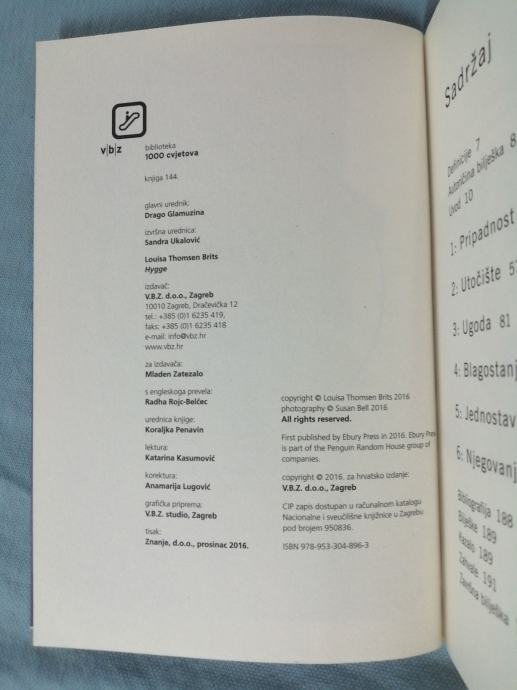 v|b|z
biblioteka
1000 cvjetova
knjiga 144.
glavni urednik:
Drago Glamuzina
izvršna urednica:
Sandra Ukalović
Louisa Thomsen Brits
Hygge
izdavač:
V.B.Z. d.o.o., Zagreb
10010 Zagreb, Dračevička 12
tel.: +385 (0)1 6235 419,
faks: +385 (0)1 6235 418
e-mail: info@vbz.hr
www.vbz.hr
za izdavača:
Mladen Zatezalo
s engleskoga prevela:
Radha Rojc-Belčec
urednica knjige:
Koraljka Penavin
lektura:
Katarina Kasumović
korektura:
Anamarija Lugović
grafička priprema:
V.B.Z. studio, Zagreb
tisak:
Znanje, d.o.o., prosinac 2016.
copyright © Louisa Thomsen Brits 2016
photography © Susan Bell 2016
All rights reserved.
First published by Ebury Press in 2016. Ebury Press
is part of the Penguin Random House group of
companies.
copyright © 2016. za hrvatsko izdanje:
V.B.Z. d.o.o., Zagreb
CIP zapis dostupan u računalnom katalogu
Nacionalne i sveučilišne knjižnice u Zagrebu
pod brojem 950836.
ISBN 978-953-304-896-3
Sadržaj
Definicije 7
Autoričina bilješka 8
Uvod 10
1: Pripadnost
2: Utočište 5
3: Ugoda 81
4: Blagostanj
5: Jednostav
6: Njegovanj
Bibliografija 188
Bilješke 189
Kazalo 189
Zahvale 191
Završna bilješka